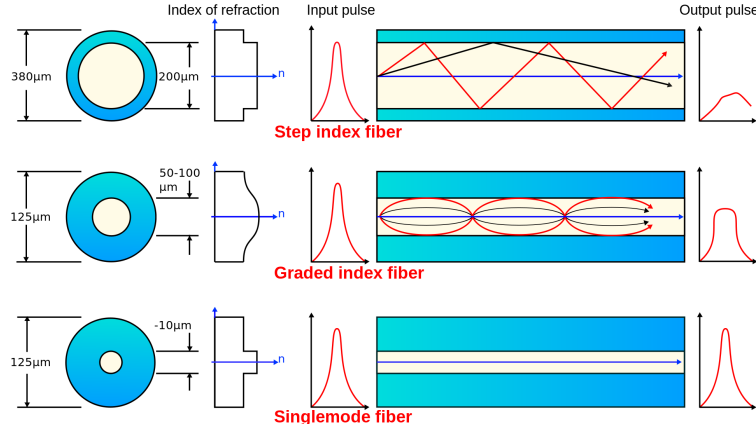 Index of refraction Input pulse Output pulse
380µm
200µm
n
Step index fiber
125µm
50-100
µm
n
Graded index fiber
125µm
-10µm
n
Singlemode fiber